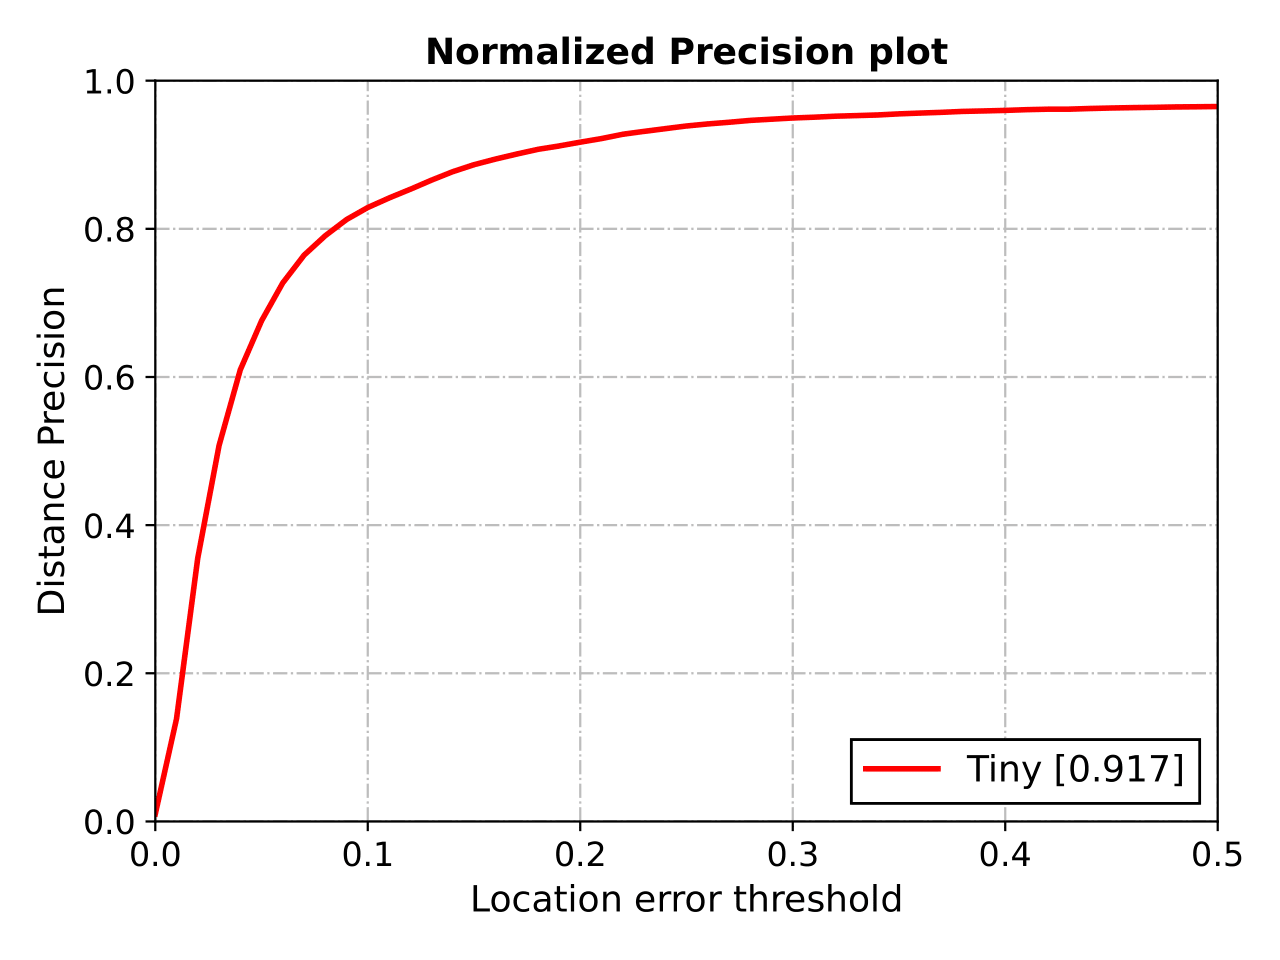 Normalized Precision plot
1.0
0.8
0.6
0.4
0.2
0.0
Distance Precision
Tiny [0.917]
0.0 0.1 0.2 0.3 0.4 0.5
Location error threshold